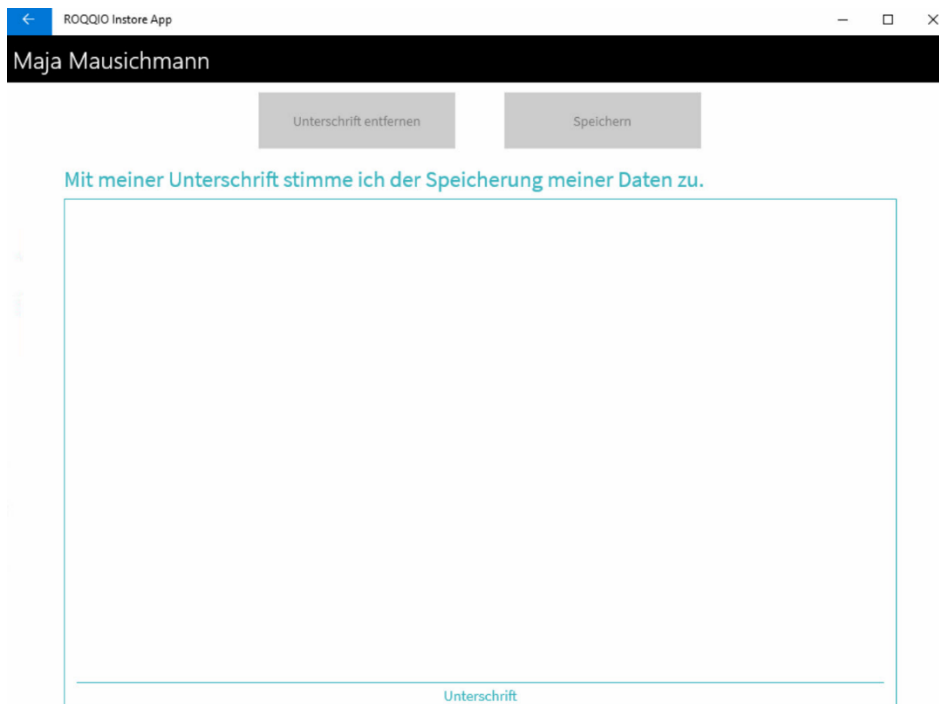 ROQQIO Instore App
Maja Mausichmann
Unterschrift entfernen
Speichern
Mit meiner Unterschrift stimme ich der Speicherung meiner Daten zu.
Unterschrift